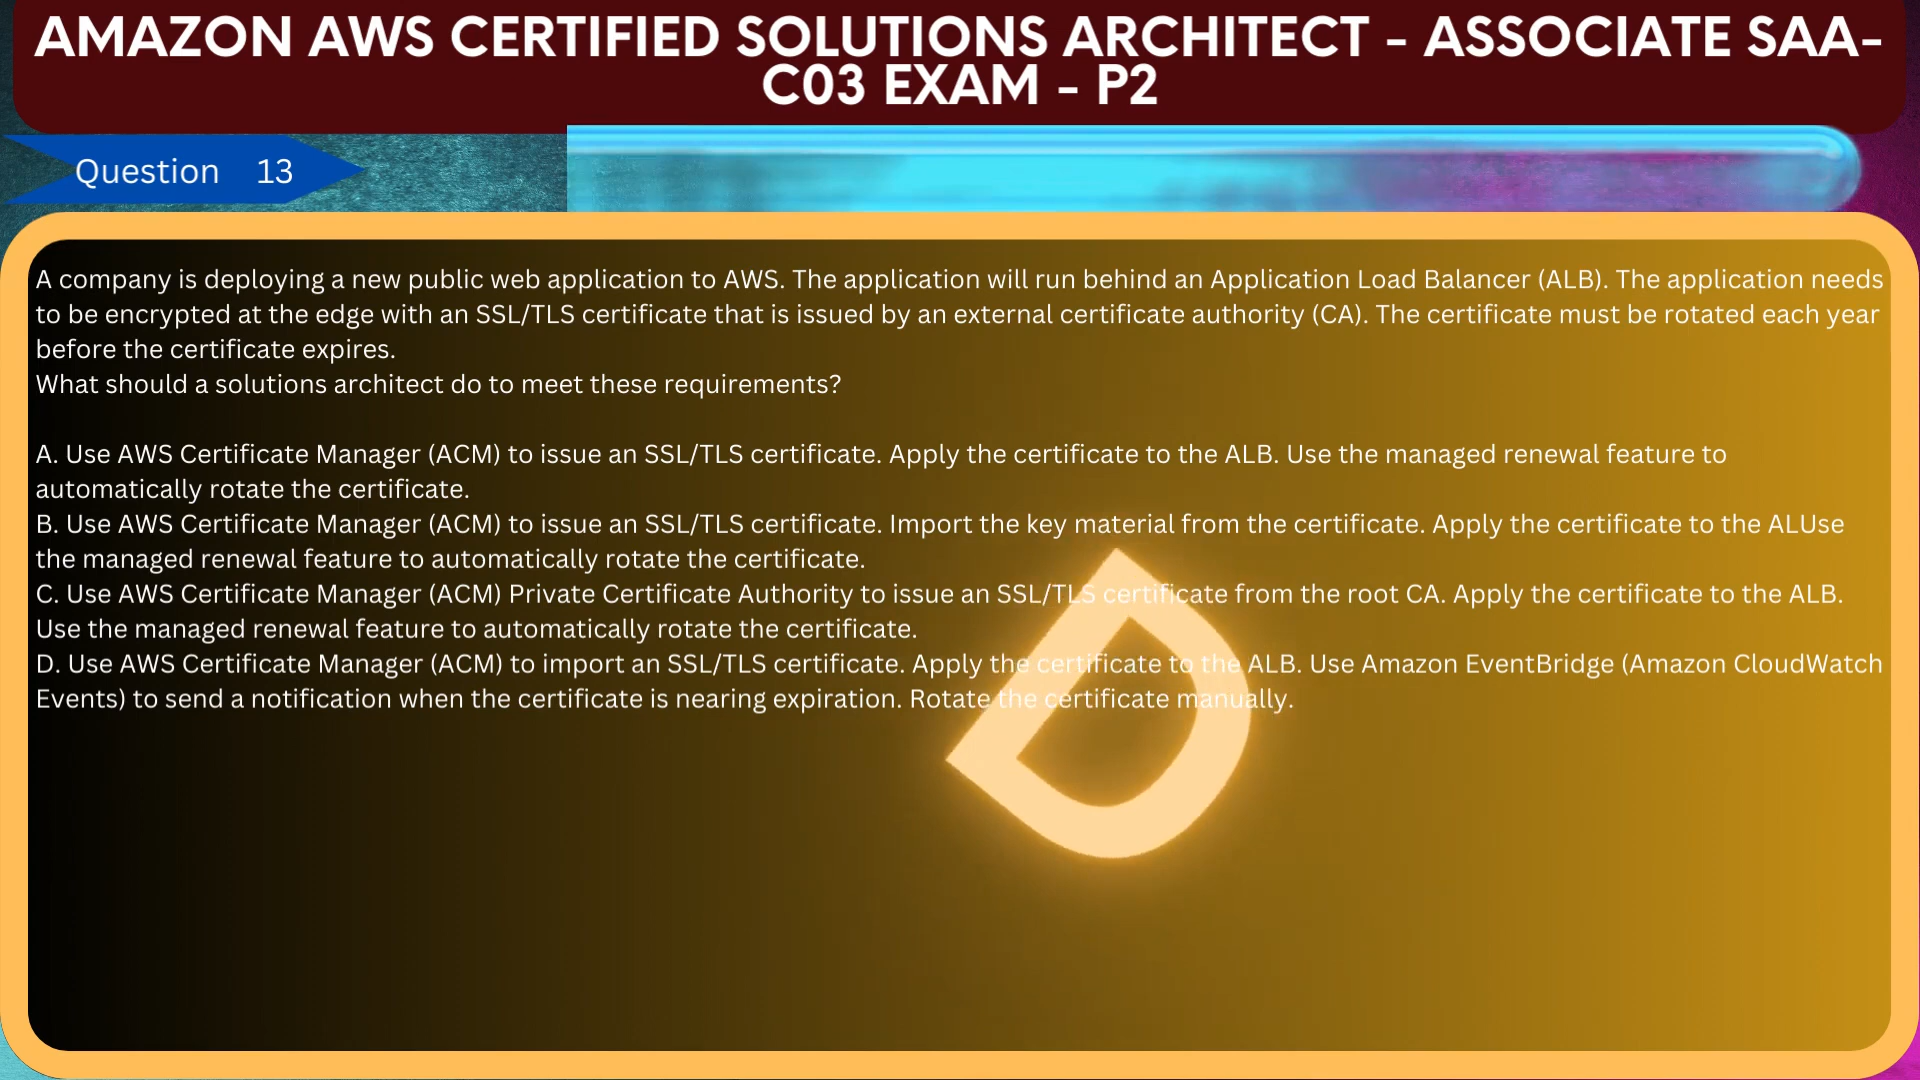 AMAZON AWS CERTIFIED SOLUTIONS ARCHITECT - ASSOCIATE SAA-
C03 EXAM - P2
Question 13
A company is deploying a new public web application to AWS. The application will run behind an Application Load Balancer (ALB). The application needs
to be encrypted at the edge with an SSL/TLS certificate that is issued by an external certificate authority (CA). The certificate must be rotated each year
before the certificate expires.
What should a solutions architect do to meet these requirements?
A. Use AWS Certificate Manager (ACM) to issue an SSL/TLS certificate. Apply the certificate to the ALB. Use the managed renewal feature to
automatically rotate the certificate.
B. Use AWS Certificate Manager (ACM) to issue an SSL/TLS certificate. Import the key material from the certificate. Apply the certificate to the ALUse
the managed renewal feature to automatically rotate the certificate.
C. Use AWS Certificate Manager (ACM) Private Certificate Authority to issue an SSL/TLS certificate from the root CA. Apply the certificate to the ALB.
Use the managed renewal feature to automatically rotate the certificate.
D. Use AWS Certificate Manager (ACM) to import an SSL/TLS certificate. Apply the certificate to the ALB. Use Amazon EventBridge (Amazon CloudWatch
Events) to send a notification when the certificate is nearing expiration. Rotate the certificate manually.
D